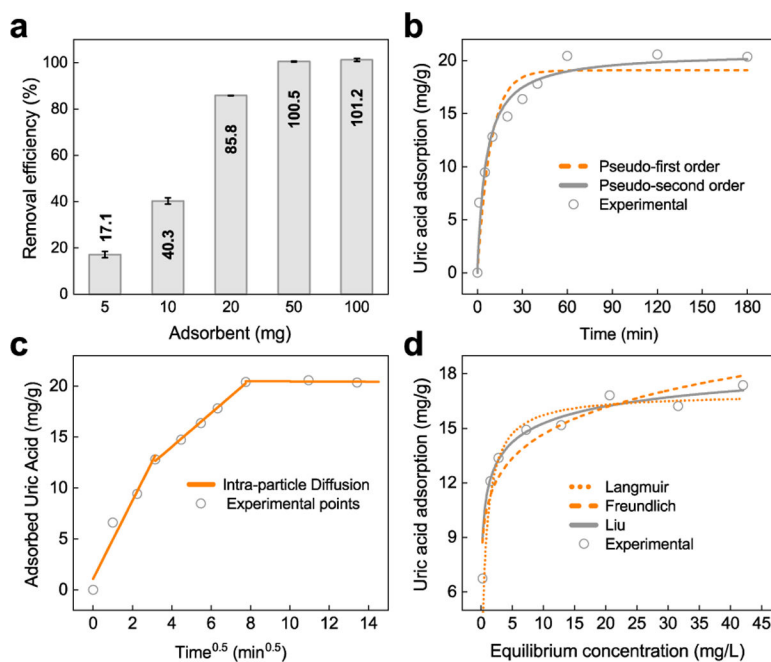 a
Removal efficiency (%)
100
80
60
40
20
0
17.1
40.3
85.8
100.5
101.2
5 10 20 50 100
Adsorbent (mg)
b
Uric acid adsorption (mg/g)
20
15
10
5
0
Pseudo-first order
Pseudo-second order
Experimental
0 30 60 90 120 150 180
Time (min)
c
Adsorbed Uric Acid (mg/g)
20
15
10
5
0
Intra-particle Diffusion
Experimental points
0 2 4 6 8 10 12 14
Time0.5 (min0.5)
d
Uric acid adsorption (mg/g)
18
15
12
9
6
Langmuir
Freundlich
Liu
Experimental
0 5 10 15 20 25 30 35 40 45
Equilibrium concentration (mg/L)